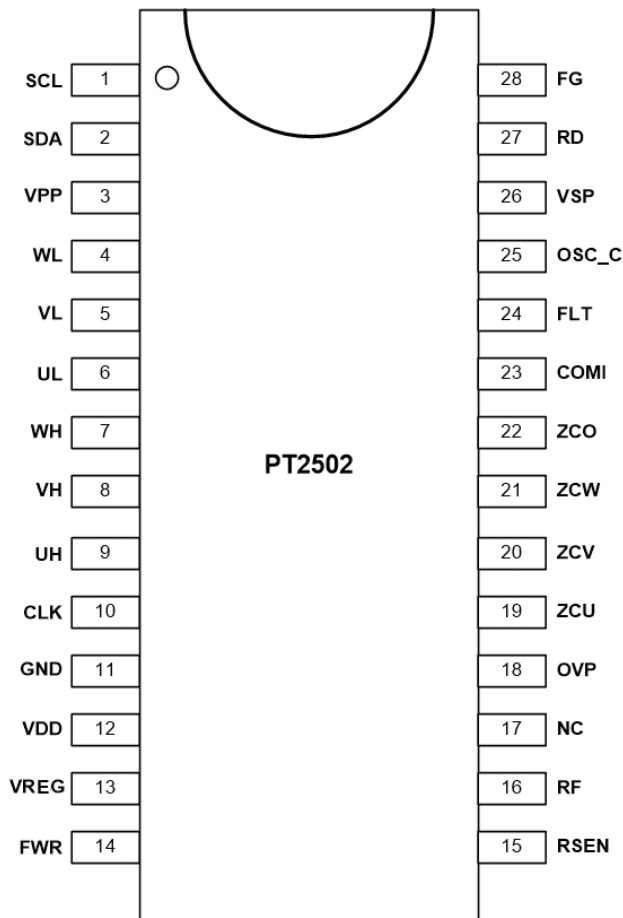 SCL 1 28 FG
SDA 2 27 RD
VPP 3 26 VSP
WL 4 25 OSC_C
VL 5 24 FLT
UL 6 23 COMI
WH 7 22 ZCO
PT2502
VH 8 21 ZCW
UH 9 20 ZCV
CLK 10 19 ZCU
GND 11 18 OVP
VDD 12 17 NC
VREG 13 16 RF
FWR 14 15 RSEN